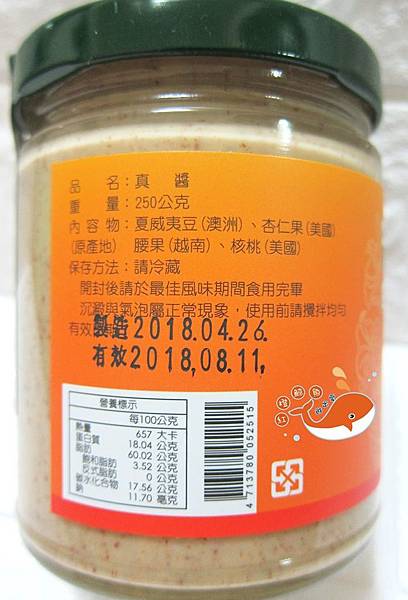 品　　名：真　醬
重　　量：250公克
內 容 物：夏威夷豆(澳洲)、杏仁果(美國)
(原產地)　腰果(越南)、核桃(美國)
保存方法：請冷藏
開封後請於最佳風味期間食用完畢
沉澱與氣泡屬正常現象，使用前請攪拌均勻
有效
製造2018.04.26.
有效2018,08.11,
營養標示
每100公克
熱量　657 大卡
蛋白質　18.04 公克
脂肪　60.02 公克
飽和脂肪　3.52 公克
反式脂肪　0 公克
碳水化合物　17.56 公克
鈉　11.70 毫克
4 713780 052515
橙紅鯨魚